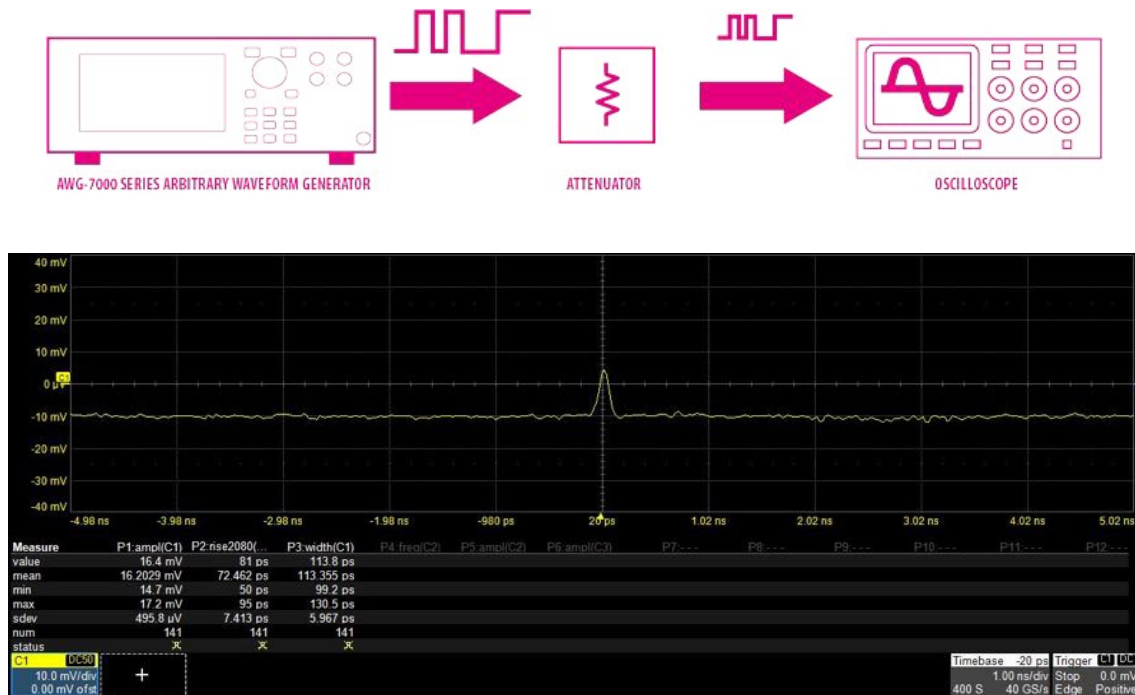 AWG-7000 SERIES ARBITRARY WAVEFORM GENERATOR
ATTENUATOR
OSCILLOSCOPE
40 mV
30 mV
20 mV
10 mV
C1
0 µV
-10 mV
-20 mV
-30 mV
-40 mV
-4.98 ns -3.98 ns -2.98 ns -1.98 ns -980 ps 20 ps 1.02 ns 2.02 ns 3.02 ns 4.02 ns 5.02 ns
Measure P1:ampl(C1) P2:rise2080(... P3:width(C1) P4:freq(C2) P5:ampl(C2) P6:ampl(C3) P7:--- P8:--- P9:--- P10:--- P11:--- P12:---
value 16.4 mV 81 ps 113.8 ps
mean 16.2029 mV 72.462 ps 113.355 ps
min 14.7 mV 50 ps 99.2 ps
max 17.2 mV 95 ps 130.5 ps
sdev 495.8 µV 7.413 ps 5.967 ps
num 141 141 141
status
C1 DC50
10.0 mV/div
0.00 mV ofst
+
Timebase -20 ps Trigger C1 DC
1.00 ns/div Stop 0.0 mV
400 S 40 GS/s Edge Positive